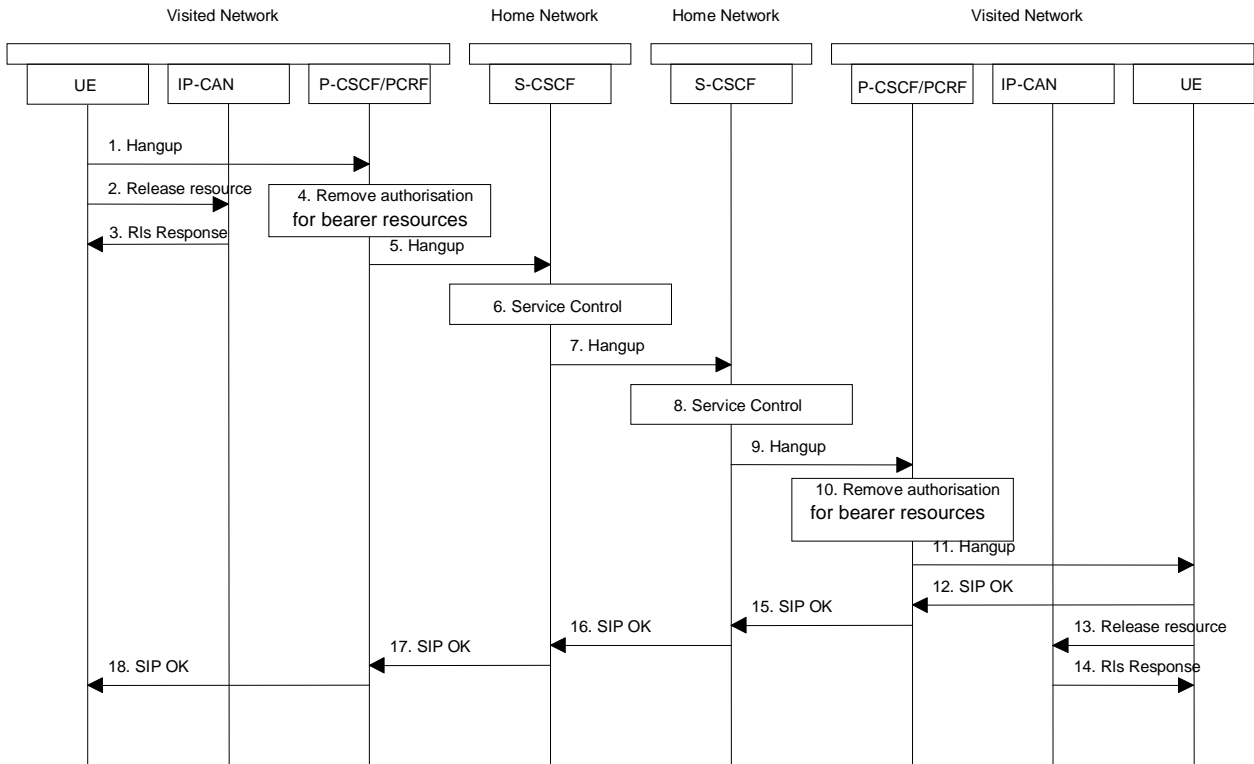 Visited Network
Home Network
Home Network
Visited Network
UE
IP-CAN
P-CSCF/PCRF
S-CSCF
S-CSCF
P-CSCF/PCRF
IP-CAN
UE
1. Hangup
2. Release resource
3. Rls Response
4. Remove authorisation
for bearer resources
5. Hangup
6. Service Control
7. Hangup
8. Service Control
9. Hangup
10. Remove authorisation
for bearer resources
11. Hangup
12. SIP OK
15. SIP OK
16. SIP OK
13. Release resource
17. SIP OK
14. Rls Response
18. SIP OK